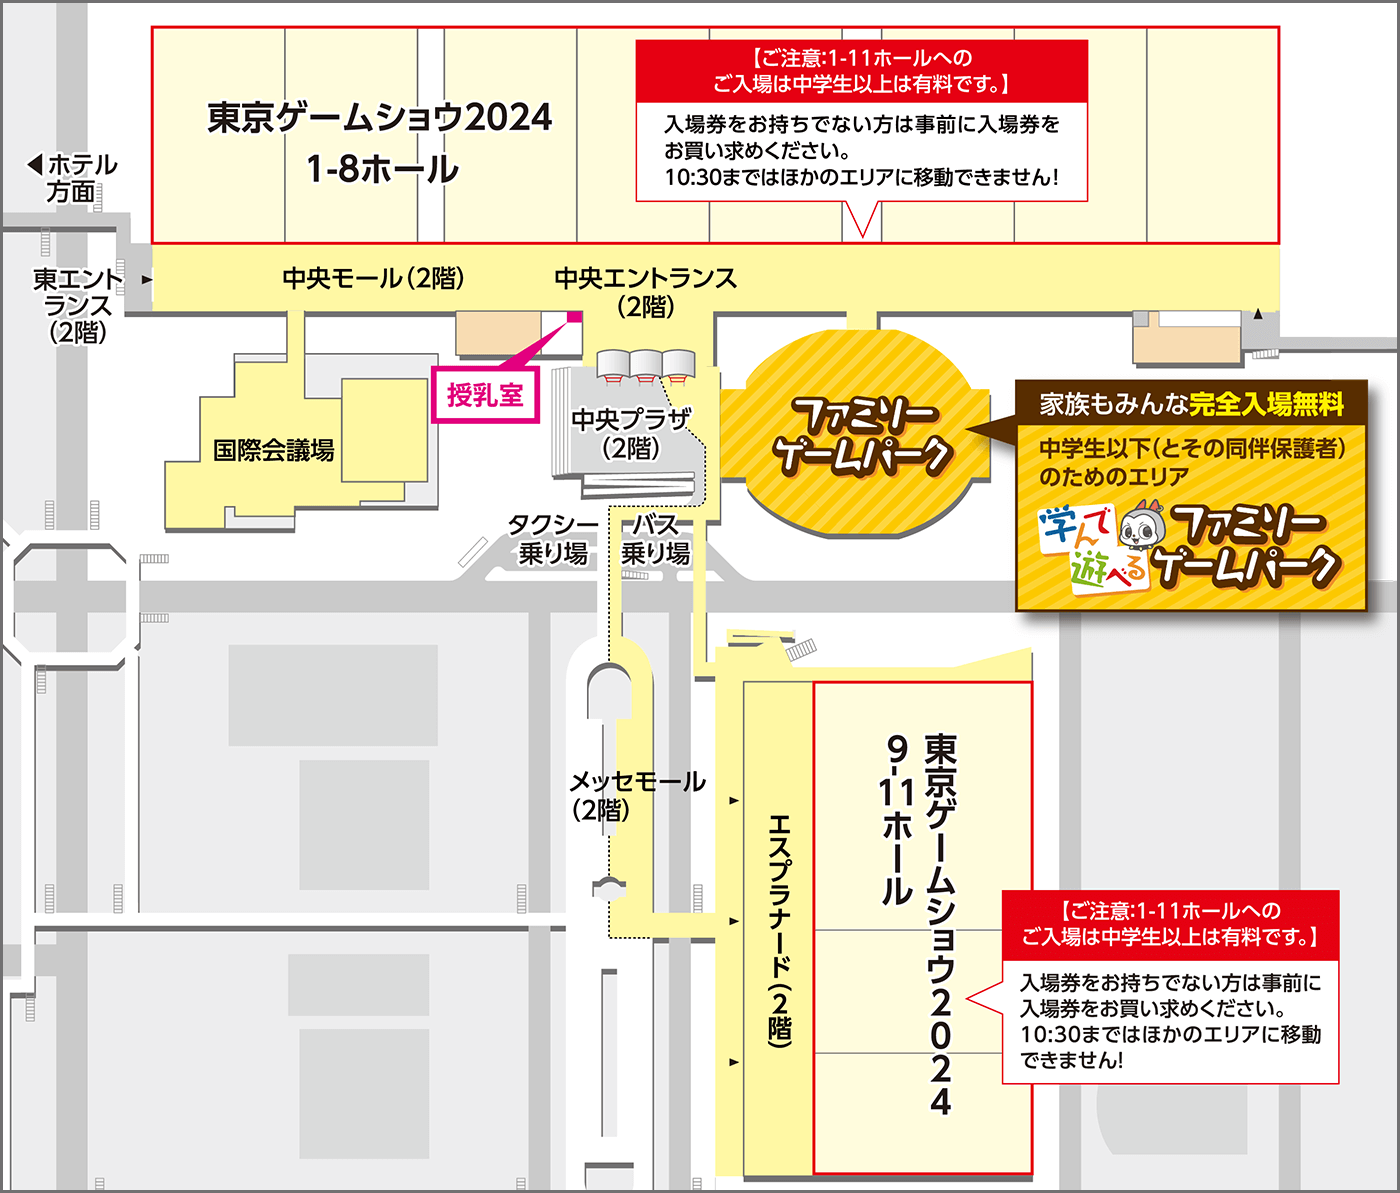 東京ゲームショウ2024
1-8ホール
【ご注意:1-11ホールへの
ご入場は中学生以上は有料です。】
入場券をお持ちでない方は事前に入場券を
お買い求めください。
10:30まではほかのエリアに移動できません!
ホテル
方面
東エント
ランス
(2階)
中央モール(2階)
中央エントランス
(2階)
授乳室
国際会議場
中央プラザ
(2階)
ファミリー
ゲームパーク
家族もみんな完全入場無料
中学生以下(とその同伴保護者)
のためのエリア
学んで
遊べる
ファミリー
ゲームパーク
タクシー
乗り場
バス
乗り場
メッセモール
(2階)
エスプラナード(2階)
東京ゲームショウ2024
9-11ホール
【ご注意:1-11ホールへの
ご入場は中学生以上は有料です。】
入場券をお持ちでない方は事前に
入場券をお買い求めください。
10:30まではほかのエリアに移動
できません!